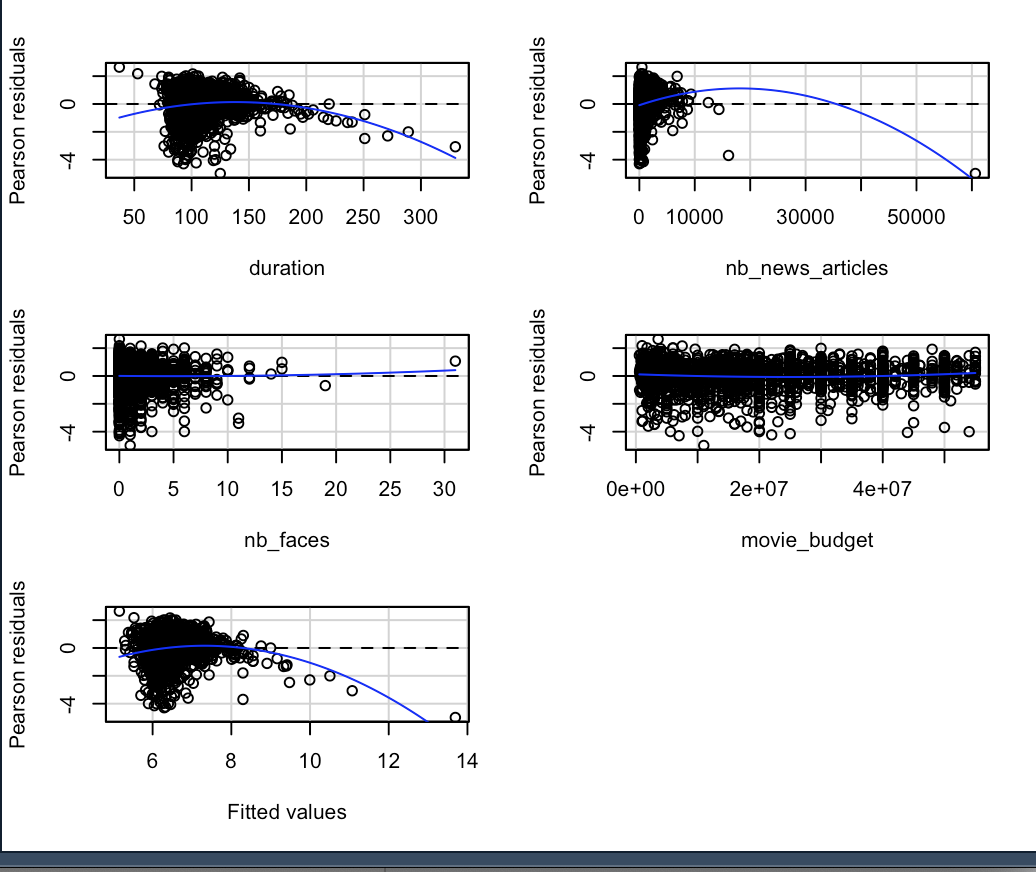 Pearson residuals
0
-4
50 100 150 200 250 300
duration
Pearson residuals
0
-4
0 10000 30000 50000
nb_news_articles
Pearson residuals
0
-4
0 5 10 15 20 25 30
nb_faces
Pearson residuals
0
-4
0e+00 2e+07 4e+07
movie_budget
Pearson residuals
0
-4
6 8 10 12 14
Fitted values